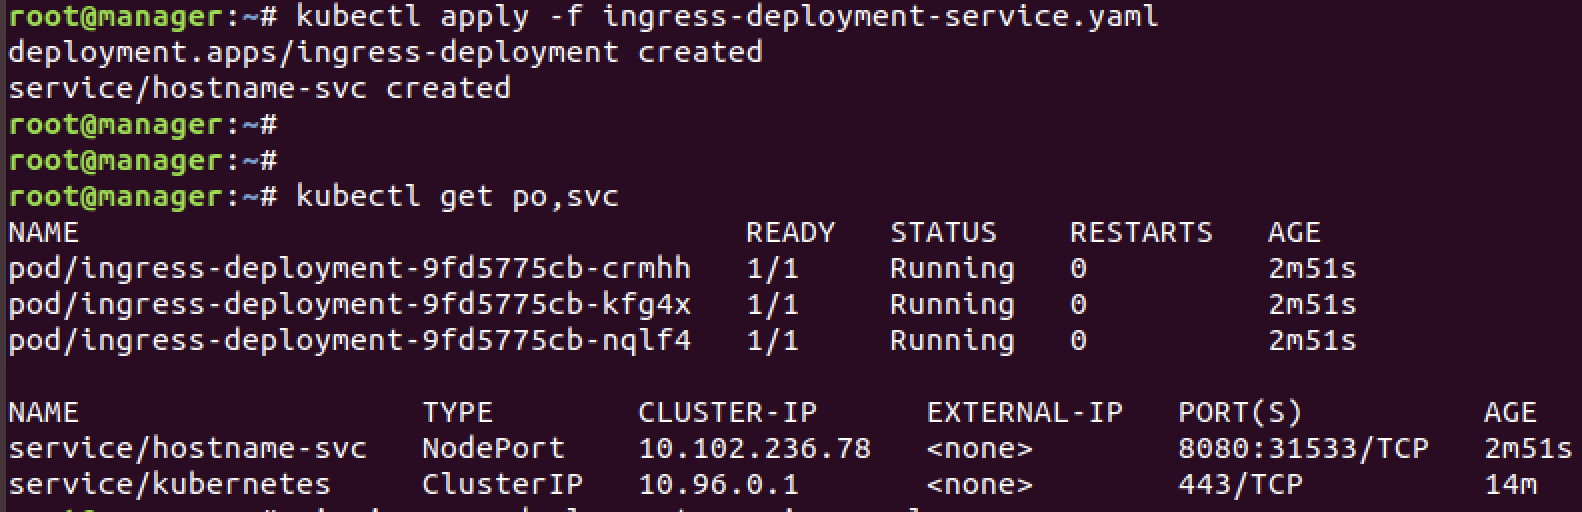 root@manager:~# kubectl apply -f ingress-deployment-service.yaml
deployment.apps/ingress-deployment created
service/hostname-svc created
root@manager:~#
root@manager:~#
root@manager:~# kubectl get po,svc
NAME READY STATUS RESTARTS AGE
pod/ingress-deployment-9fd5775cb-crmhh 1/1 Running 0 2m51s
pod/ingress-deployment-9fd5775cb-kfg4x 1/1 Running 0 2m51s
pod/ingress-deployment-9fd5775cb-nqlf4 1/1 Running 0 2m51s
NAME TYPE CLUSTER-IP EXTERNAL-IP PORT(S) AGE
service/hostname-svc NodePort 10.102.236.78 <none> 8080:31533/TCP 2m51s
service/kubernetes ClusterIP 10.96.0.1 <none> 443/TCP 14m